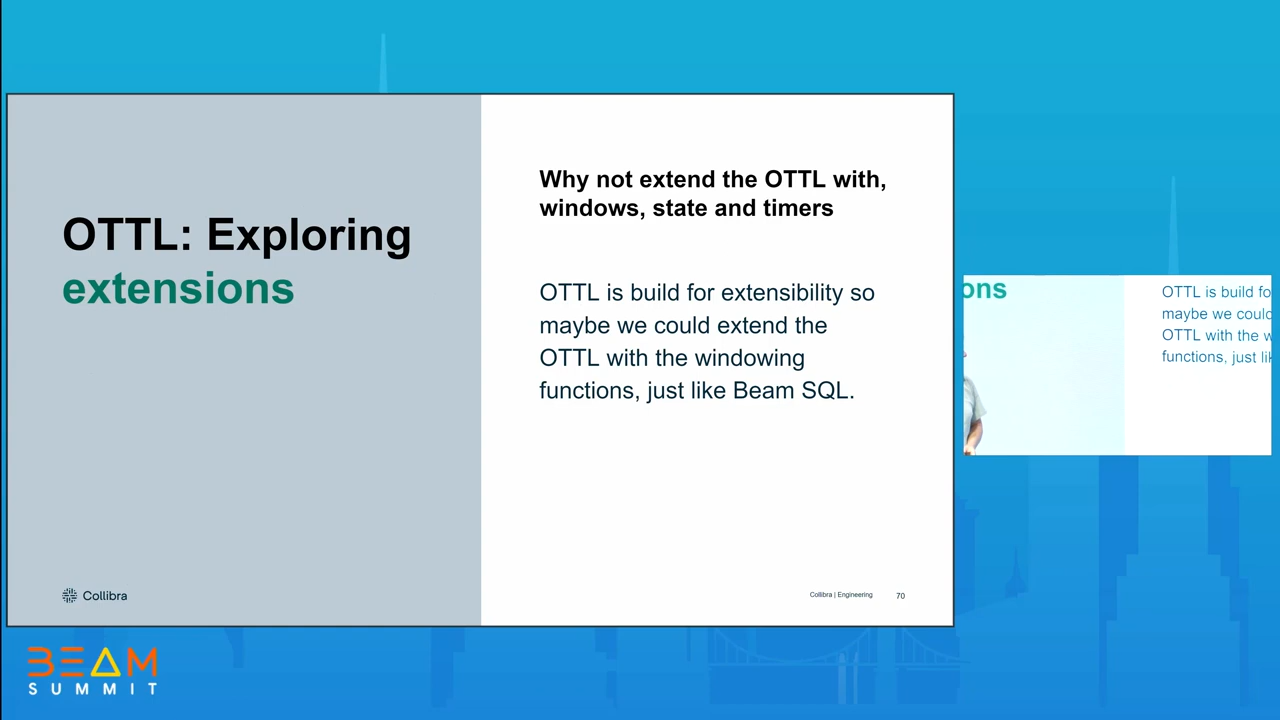 OTTL: Exploring
extensions
Why not extend the OTTL with,
windows, state and timers
OTTL is build for extensibility so
maybe we could extend the
OTTL with the windowing
functions, just like Beam SQL.
Collibra
Collibra | Engineering
70
ons
OTTL is build fo
maybe we could
OTTL with the w
functions, just lik
BEAM
SUMMIT